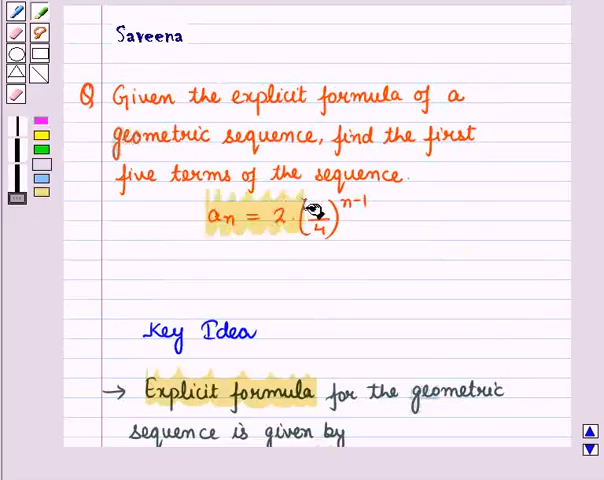 Saveena
Q Given the explicit formula of a
geometric sequence, find the first
five terms of the sequence.
an = 2·( /4)^n-1
Key Idea
→ Explicit formula for the geometric
sequence is given by